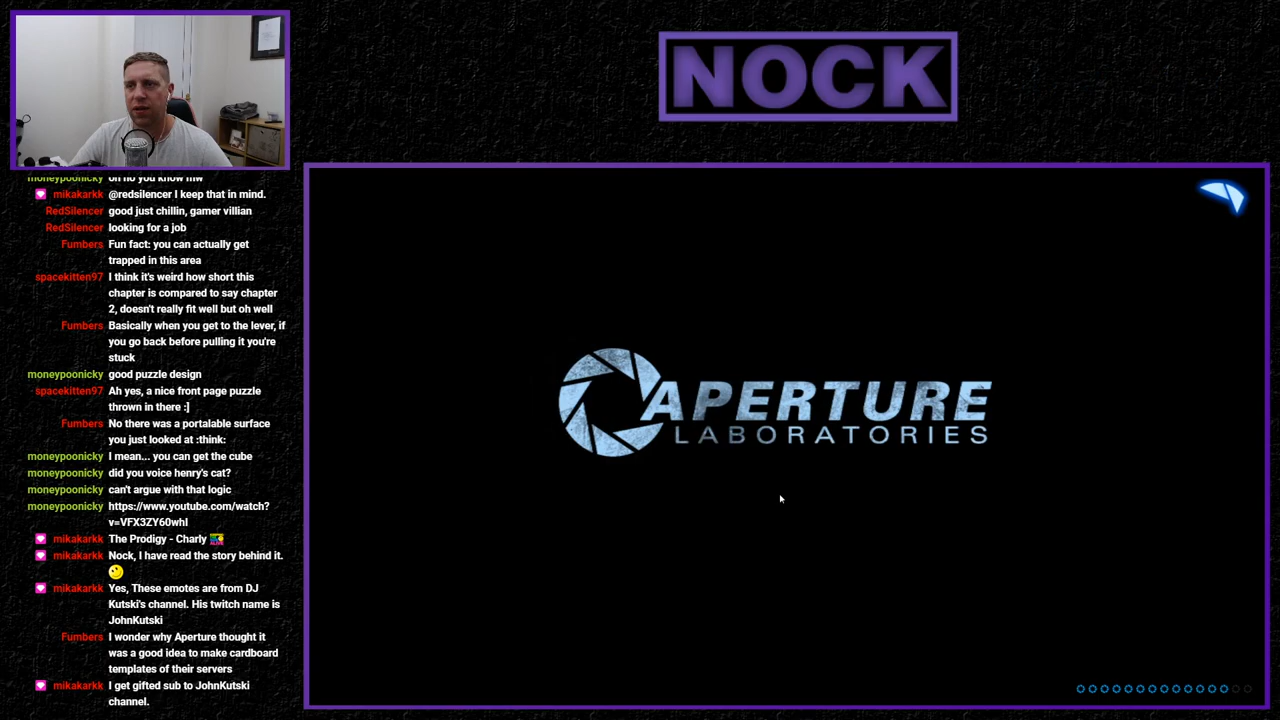 NOCK
moneypoonicky oh no you know mw
mikakarkk @redsilencer I keep that in mind.
RedSilencer good just chillin, gamer villian
RedSilencer looking for a job
Fumbers Fun fact: you can actually get
trapped in this area
spacekitten97 I think it's weird how short this
chapter is compared to say chapter
2, doesn't really fit well but oh well
Fumbers Basically when you get to the lever, if
you go back before pulling it you're
stuck
moneypoonicky good puzzle design
spacekitten97 Ah yes, a nice front page puzzle
thrown in there :]
Fumbers No there was a portalable surface
you just looked at :think:
moneypoonicky I mean... you can get the cube
moneypoonicky did you voice henry's cat?
moneypoonicky can't argue with that logic
moneypoonicky https://www.youtube.com/watch?
v=VFX3ZY60whI
mikakarkk The Prodigy - Charly
mikakarkk Nock, I have read the story behind it.
mikakarkk Yes, These emotes are from DJ
Kutski's channel. His twitch name is
JohnKutski
Fumbers I wonder why Aperture thought it
was a good idea to make cardboard
templates of their servers
mikakarkk I get gifted sub to JohnKutski
channel.
APERTURE
LABORATORIES